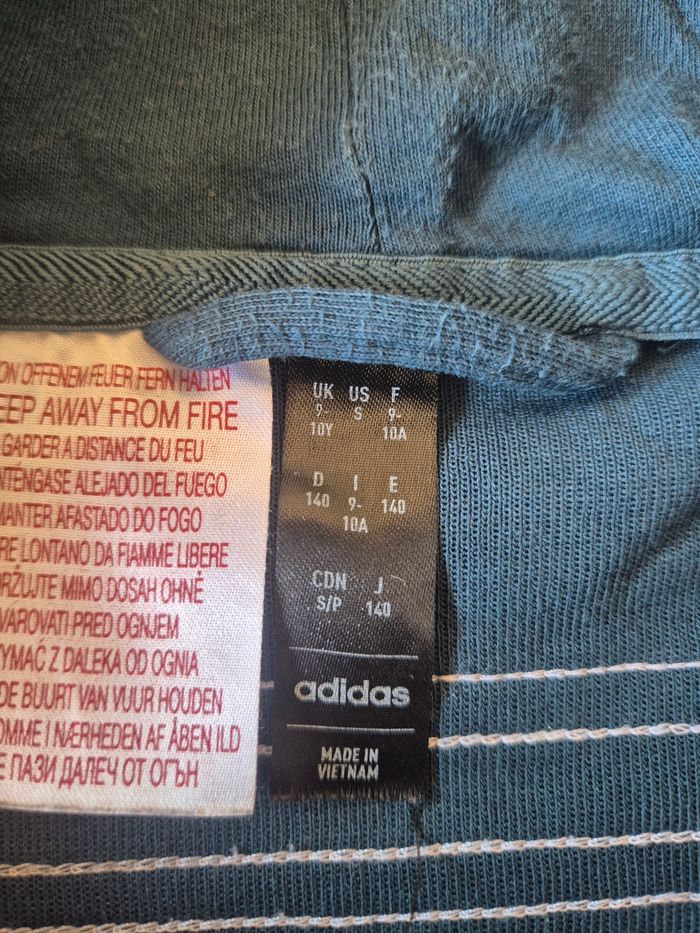 ON OFFENEM FEUER FERN HALTEN
EEP AWAY FROM FIRE
GARDER A DISTANCE DU FEU
NTÉNGASE ALEJADO DEL FUEGO
MANTER AFASTADO DO FOGO
RE LONTANO DA FIAMME LIBERE
DRŽUJTE MIMO DOSAH OHNĚ
VAROVATI PRED OGNJEM
YMAĆ Z DALEKA OD OGNIA
DE BUURT VAN VUUR HOUDEN
OMME I NÆRHEDEN AF ÅBEN ILD
Е ПАЗИ ДАЛЕЧ ОТ ОГЪН
UK US F
9- S 9-
10Y 10A
D I E
140 9- 140
10A
CDN J
S/P 140
adidas
MADE IN
VIETNAM